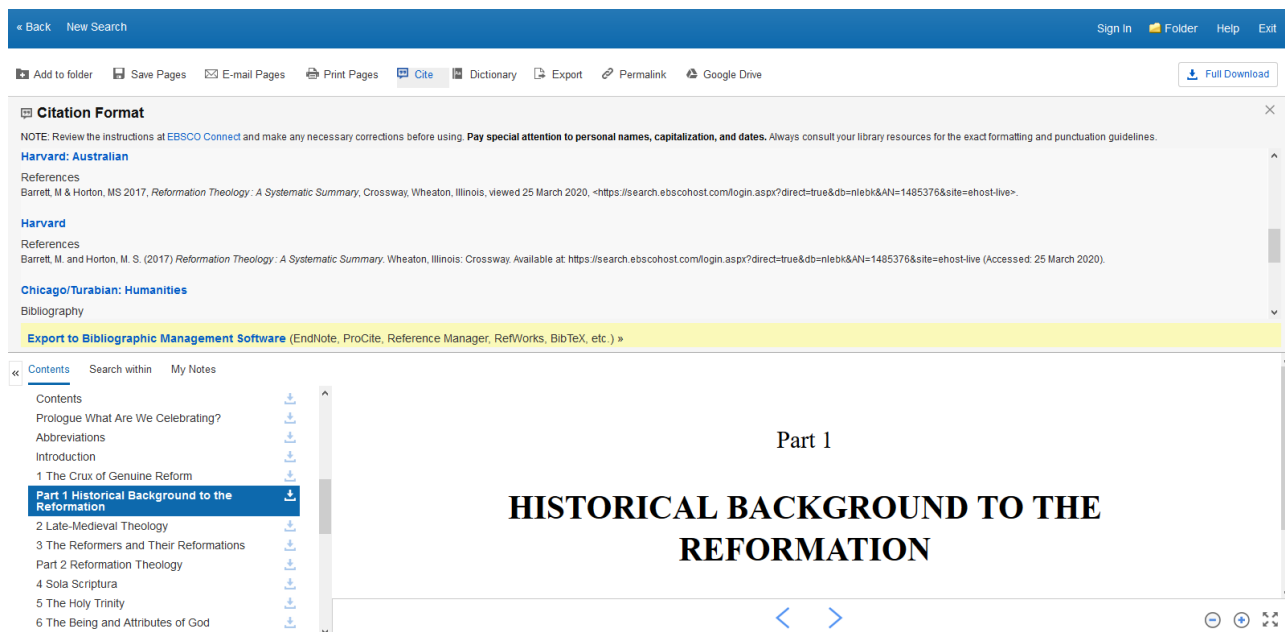 « Back New Search Sign In Folder Help Exit
Add to folder Save Pages E-mail Pages Print Pages Cite Dictionary Export Permalink Google Drive Full Download
Citation Format
NOTE: Review the instructions at EBSCO Connect and make any necessary corrections before using. Pay special attention to personal names, capitalization, and dates. Always consult your library resources for the exact formatting and punctuation guidelines.
Harvard: Australian
References
Barrett, M & Horton, MS 2017, Reformation Theology : A Systematic Summary, Crossway, Wheaton, Illinois, viewed 25 March 2020, <https://search.ebscohost.com/login.aspx?direct=true&db=nlebk&AN=1485376&site=ehost-live>.
Harvard
References
Barrett, M. and Horton, M. S. (2017) Reformation Theology : A Systematic Summary. Wheaton, Illinois: Crossway. Available at: https://search.ebscohost.com/login.aspx?direct=true&db=nlebk&AN=1485376&site=ehost-live (Accessed: 25 March 2020).
Chicago/Turabian: Humanities
Bibliography
Export to Bibliographic Management Software (EndNote, ProCite, Reference Manager, RefWorks, BibTeX, etc.) »
« Contents Search within My Notes
Contents
Prologue What Are We Celebrating?
Abbreviations
Introduction
1 The Crux of Genuine Reform
Part 1 Historical Background to the
Reformation
2 Late-Medieval Theology
3 The Reformers and Their Reformations
Part 2 Reformation Theology
4 Sola Scriptura
5 The Holy Trinity
6 The Being and Attributes of God
Part 1
HISTORICAL BACKGROUND TO THE
REFORMATION